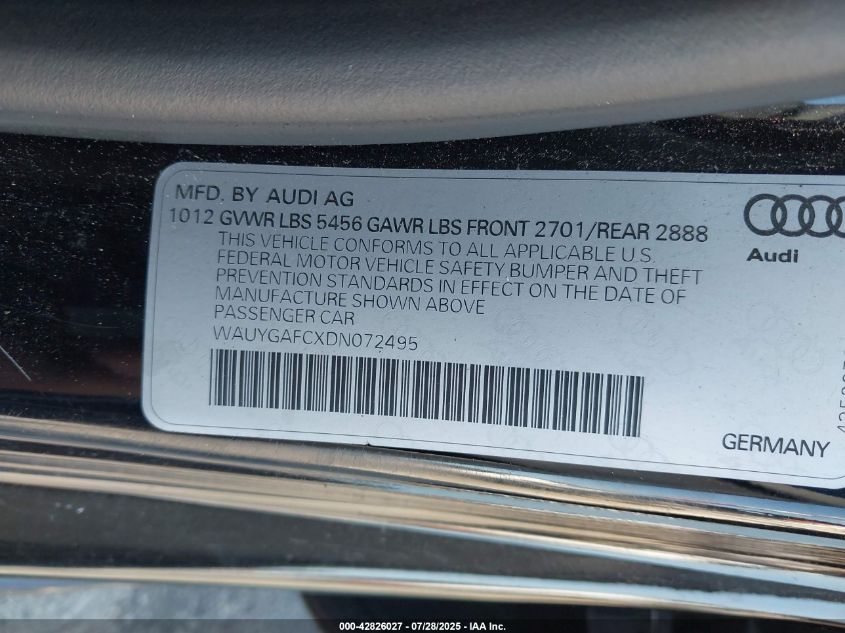 MFD. BY AUDI AG
1012 GVWR LBS 5456 GAWR LBS FRONT 2701/REAR 2888
THIS VEHICLE CONFORMS TO ALL APPLICABLE U.S.
FEDERAL MOTOR VEHICLE SAFETY BUMPER AND THEFT
PREVENTION STANDARDS IN EFFECT ON THE DATE OF
MANUFACTURE SHOWN ABOVE
PASSENGER CAR
WAUYGAFCXDN072495
Audi
GERMANY
000-42826027 - 07/28/2025 - IAA Inc.